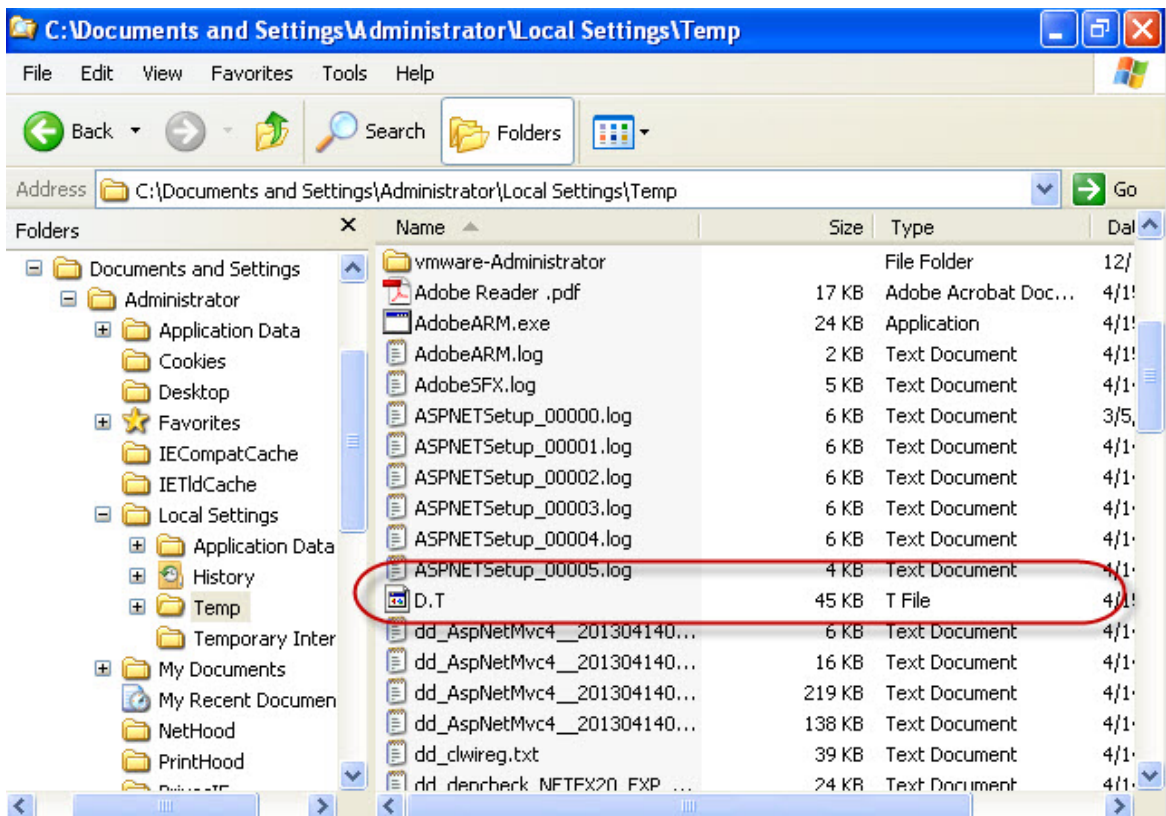 C:\Documents and Settings\Administrator\Local Settings\Temp
File Edit View Favorites Tools Help
Back Search Folders
Address C:\Documents and Settings\Administrator\Local Settings\Temp Go
Folders Name Size Type
Documents and Settings vmware-Administrator File Folder 12/
Administrator Adobe Reader .pdf 17 KB Adobe Acrobat Doc...
Application Data AdobeARM.exe 24 KB Application
Cookies AdobeARM.log 2 KB Text Document
Desktop AdobeSFX.log 5 KB Text Document
Favorites ASPNETSetup_00000.log 6 KB Text Document 3/5,
IECompatCache ASPNETSetup_00001.log 6 KB Text Document
IETldCache ASPNETSetup_00002.log 6 KB Text Document
Local Settings ASPNETSetup_00003.log 6 KB Text Document
Application Data ASPNETSetup_00004.log 6 KB Text Document
History ASPNETSetup_00005.log 4 KB Text Document
Temp D.T 45 KB T File
Temporary Inter dd_AspNetMvc4__201304140... 6 KB Text Document
My Documents dd_AspNetMvc4__201304140... 16 KB Text Document
My Recent Documen dd_AspNetMvc4__201304140... 219 KB Text Document
NetHood dd_AspNetMvc4__201304140... 138 KB Text Document
PrintHood dd_clwireg.txt 39 KB Text Document
dd_depcheck_NETFX20_EXP 24 KB Text Document